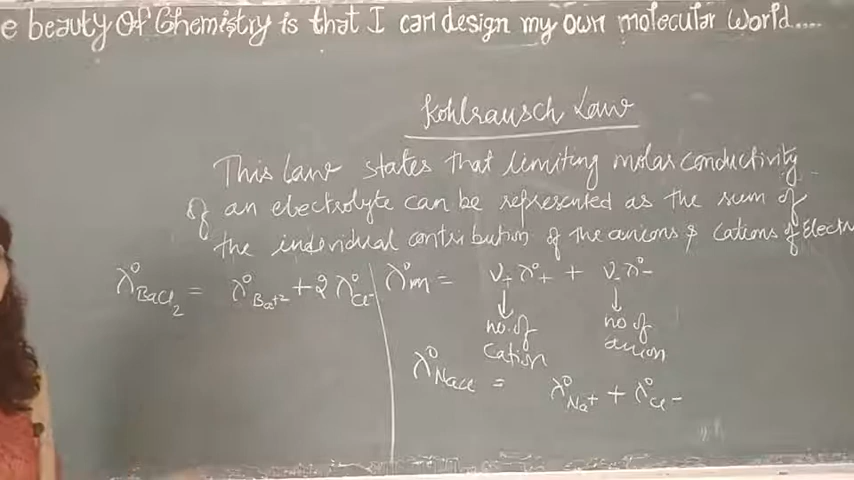 e beauty Of Chemistry is that I can design my own molecular World....
Kohlrausch Law
This Law states that limiting molar conductivity
Of an electrolyte can be represented as the sum of
the individual contribution of the anions & Cations of Electr
λ°BaCl₂ = λ°Ba⁺² + 2 λ°Cl⁻
λ°m = ν₊ λ°₊ + ν₋ λ°₋
no. of cation
no of anion
λ°NaCl = λ°Na⁺ + λ°Cl⁻